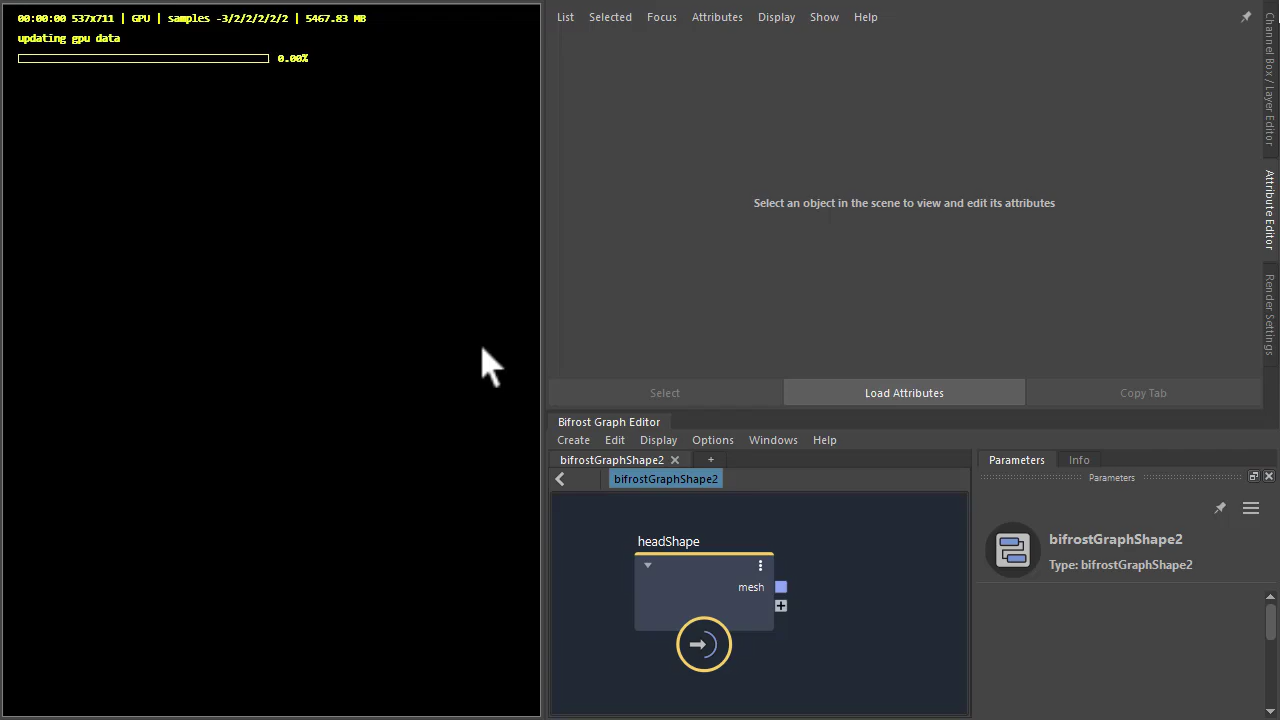 00:00:00 537x711 | GPU | samples -3/2/2/2/2/2 | 5467.83 MB
updating gpu data
0.00%
List Selected Focus Attributes Display Show Help
Select an object in the scene to view and edit its attributes
Select Load Attributes Copy Tab
Channel Box / Layer Editor
Attribute Editor
Render Settings
Bifrost Graph Editor
Create Edit Display Options Windows Help
bifrostGraphShape2 +
bifrostGraphShape2
headShape
mesh
Parameters Info
Parameters
bifrostGraphShape2
Type: bifrostGraphShape2